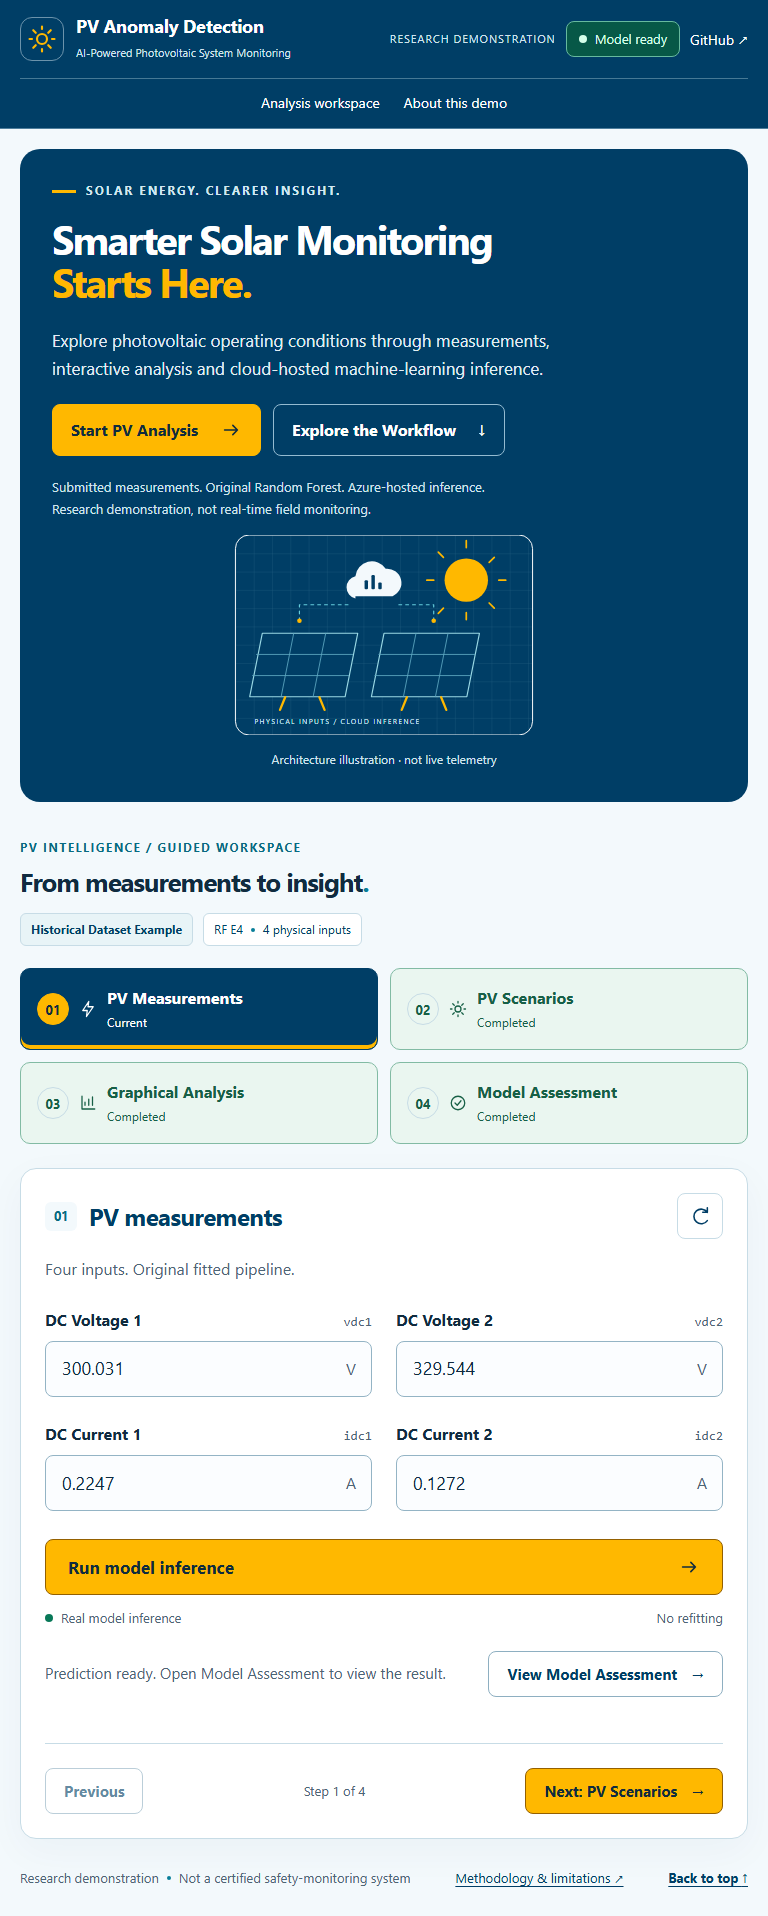 PV Anomaly Detection
AI-Powered Photovoltaic System Monitoring
RESEARCH DEMONSTRATION
Model ready
GitHub ↗
Analysis workspace
About this demo
SOLAR ENERGY. CLEARER INSIGHT.
Smarter Solar Monitoring
Starts Here.
Explore photovoltaic operating conditions through measurements,
interactive analysis and cloud-hosted machine-learning inference.
Start PV Analysis →
Explore the Workflow ↓
Submitted measurements. Original Random Forest. Azure-hosted inference.
Research demonstration, not real-time field monitoring.
PHYSICAL INPUTS / CLOUD INFERENCE
Architecture illustration · not live telemetry
PV INTELLIGENCE / GUIDED WORKSPACE
From measurements to insight.
Historical Dataset Example
RF E4 • 4 physical inputs
01 PV Measurements
Current
02 PV Scenarios
Completed
03 Graphical Analysis
Completed
04 Model Assessment
Completed
01 PV measurements
Four inputs. Original fitted pipeline.
DC Voltage 1 vdc1
300.031 V
DC Voltage 2 vdc2
329.544 V
DC Current 1 idc1
0.2247 A
DC Current 2 idc2
0.1272 A
Run model inference →
Real model inference
No refitting
Prediction ready. Open Model Assessment to view the result.
View Model Assessment →
Previous
Step 1 of 4
Next: PV Scenarios →
Research demonstration • Not a certified safety-monitoring system
Methodology & limitations ↗
Back to top ↑